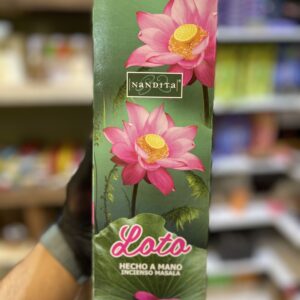 NANDITA
Loto
HECHO A MANO
INCIENSO MASALA